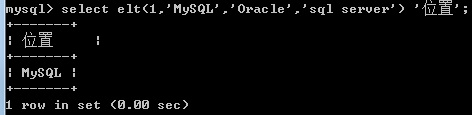 mysql> select elt(1,'MySQL','Oracle','sql server') '位置';
+-------+
| 位置     |
+-------+
| MySQL |
+-------+
1 row in set (0.00 sec)